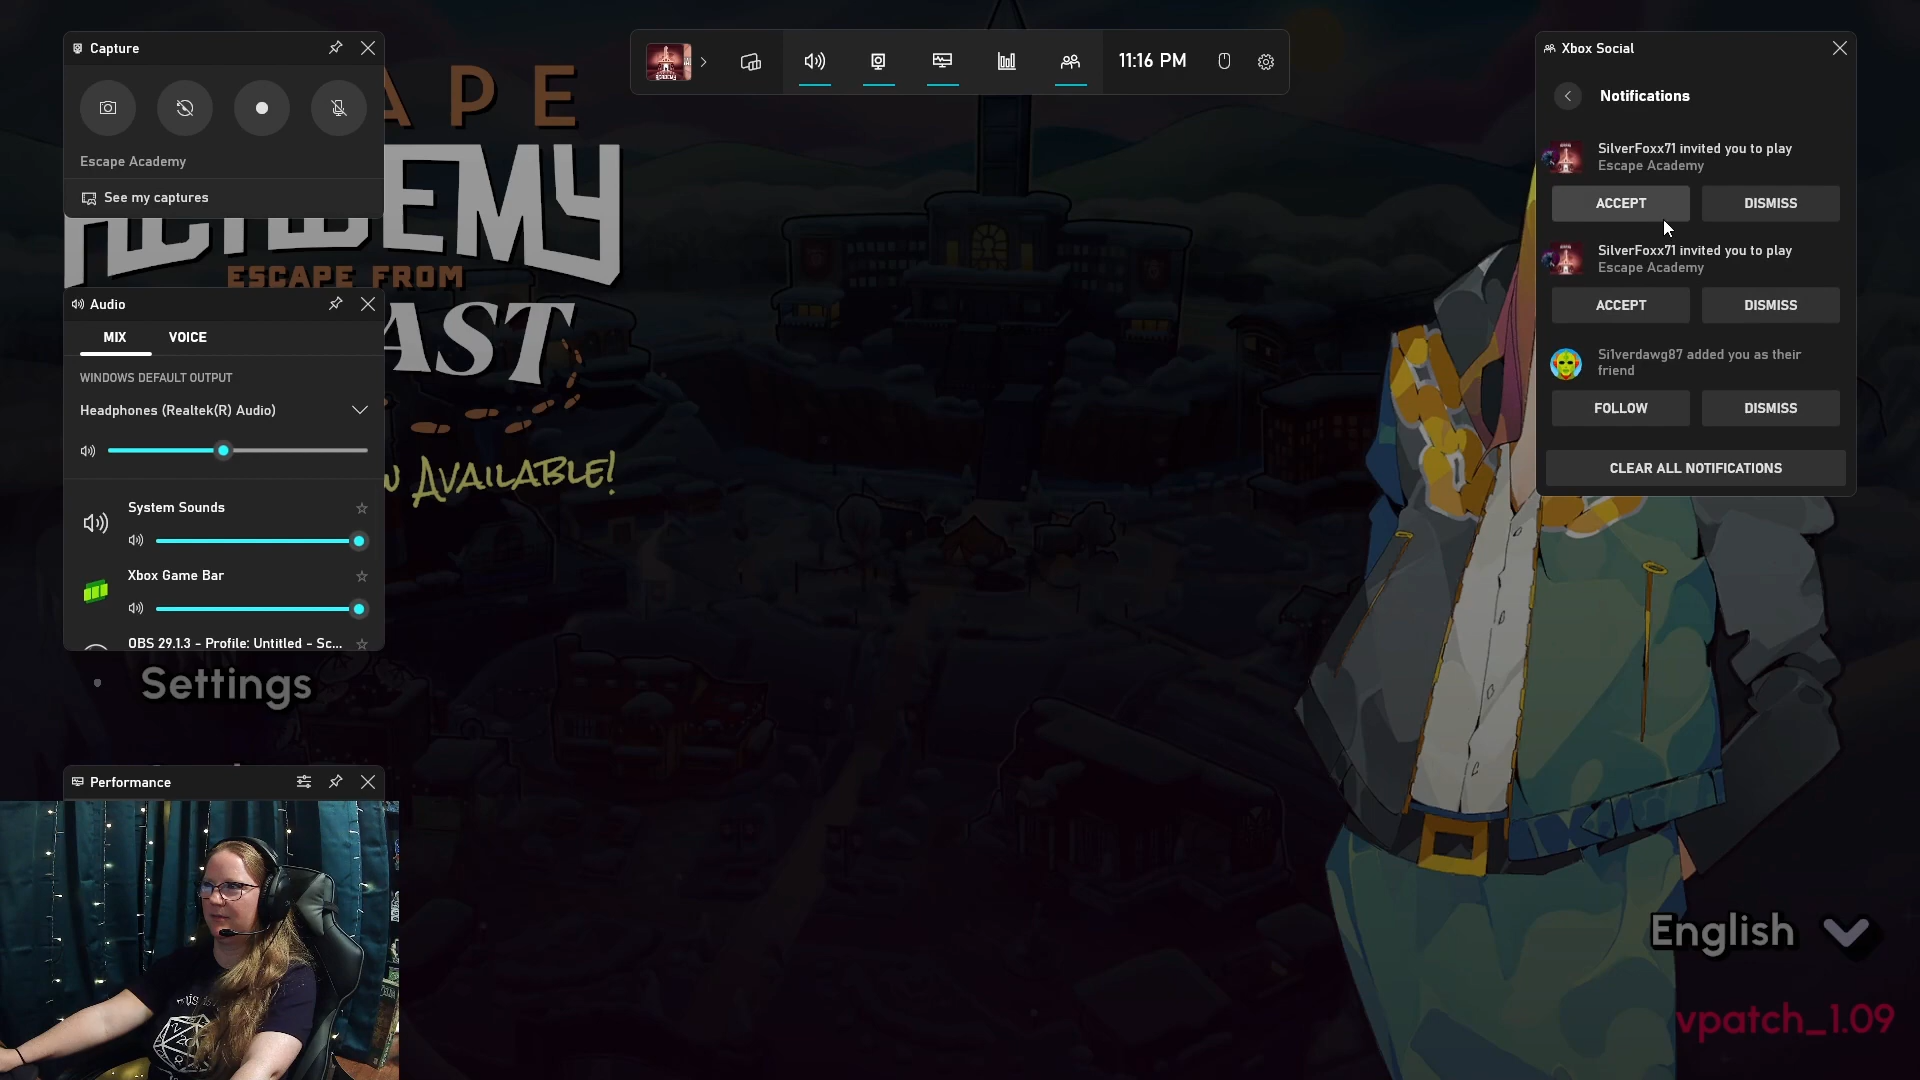 Capture
Escape Academy
See my captures
APE
ACADEMY
ESCAPE FROM
AST
Audio
MIX
VOICE
WINDOWS DEFAULT OUTPUT
Headphones (Realtek(R) Audio)
AVAILABLE!
System Sounds
Xbox Game Bar
OBS 29.1.3 - Profile: Untitled - Sc...
Settings
Performance
11:16 PM
Xbox Social
Notifications
SilverFoxx71 invited you to play
Escape Academy
ACCEPT
DISMISS
SilverFoxx71 invited you to play
Escape Academy
ACCEPT
DISMISS
Si1verdawg87 added you as their
friend
FOLLOW
DISMISS
CLEAR ALL NOTIFICATIONS
English
vpatch_1.09